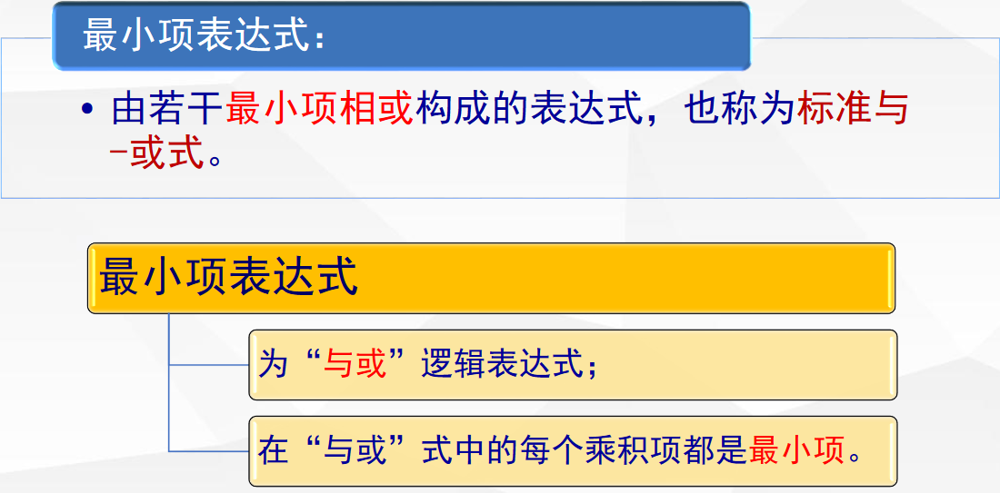 最小项表达式：
• 由若干最小项相或构成的表达式，也称为标准与
-或式。
最小项表达式
为“与或”逻辑表达式；
在“与或”式中的每个乘积项都是最小项。